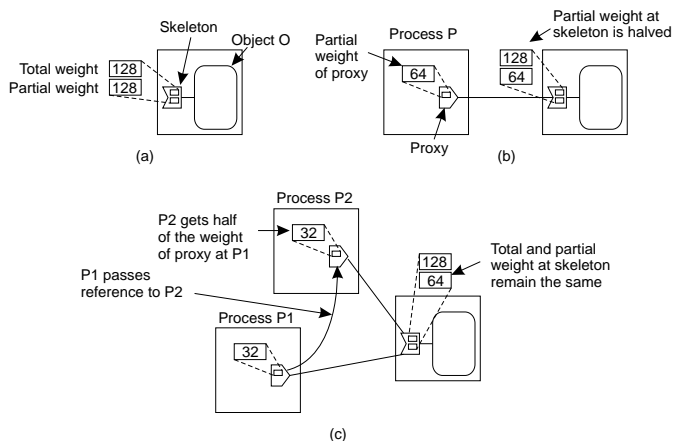 Skeleton
Object O
Total weight 128
Partial weight 128
(a)
Process P
Partial
weight
of proxy
64
Proxy
Partial weight at
skeleton is halved
128
64
(b)
Process P2
P2 gets half
of the weight
of proxy at P1
32
P1 passes
reference to P2
Process P1
32
128
64
Total and partial
weight at skeleton
remain the same
(c)